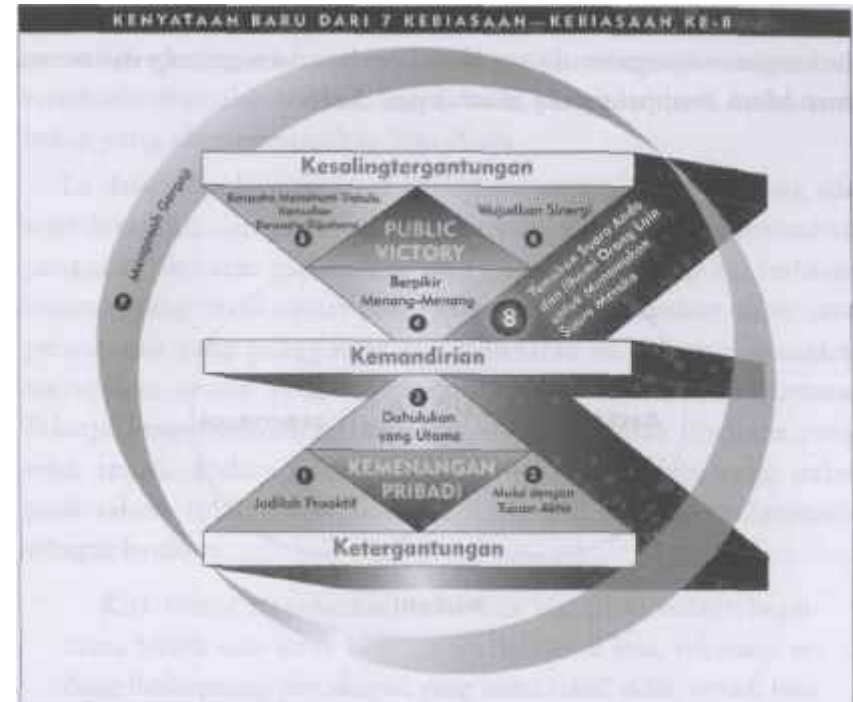 KENYATAAN BARU DARI 7 KEBIASAAN—KEBIASAAN KE-8
Kesalingtergantungan
Berusaha Memahami Dahulu,
Kemudian
Berusaha Dipahami
5
PUBLIC
VICTORY
Wujudkan Sinergi
6
Berpikir
Menang-Menang
4
8
Temukan Suara Anda
dan Ilhami Orang Lain
untuk Menemukan
Suara Mereka
7 Mengasah Gergaji
Kemandirian
3
Dahulukan
yang Utama
1
Jadilah Proaktif
KEMENANGAN
PRIBADI
2
Mulai dengan
Tujuan Akhir
Ketergantungan